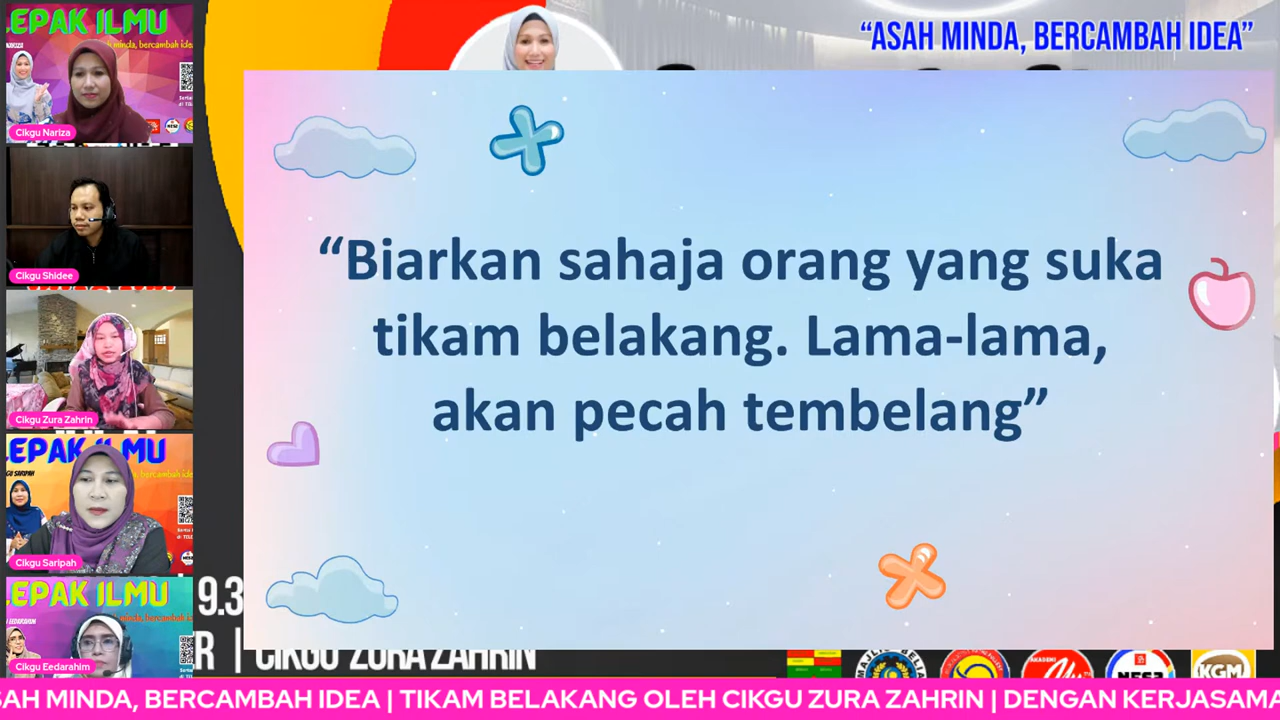 LEPAK ILMU
Cikgu Nariza
Cikgu Shidee
Cikgu Zura Zahrin
LEPAK ILMU
Cikgu Saripah
LEPAK ILMU
Cikgu Eedarahim
“ASAH MINDA, BERCAMBAH IDEA”
“Biarkan sahaja orang yang suka
tikam belakang. Lama-lama,
akan pecah tembelang”
9.3
R | CIKGU ZURA ZAHRIN
KGM
SAH MINDA, BERCAMBAH IDEA | TIKAM BELAKANG OLEH CIKGU ZURA ZAHRIN | DENGAN KERJASAMA